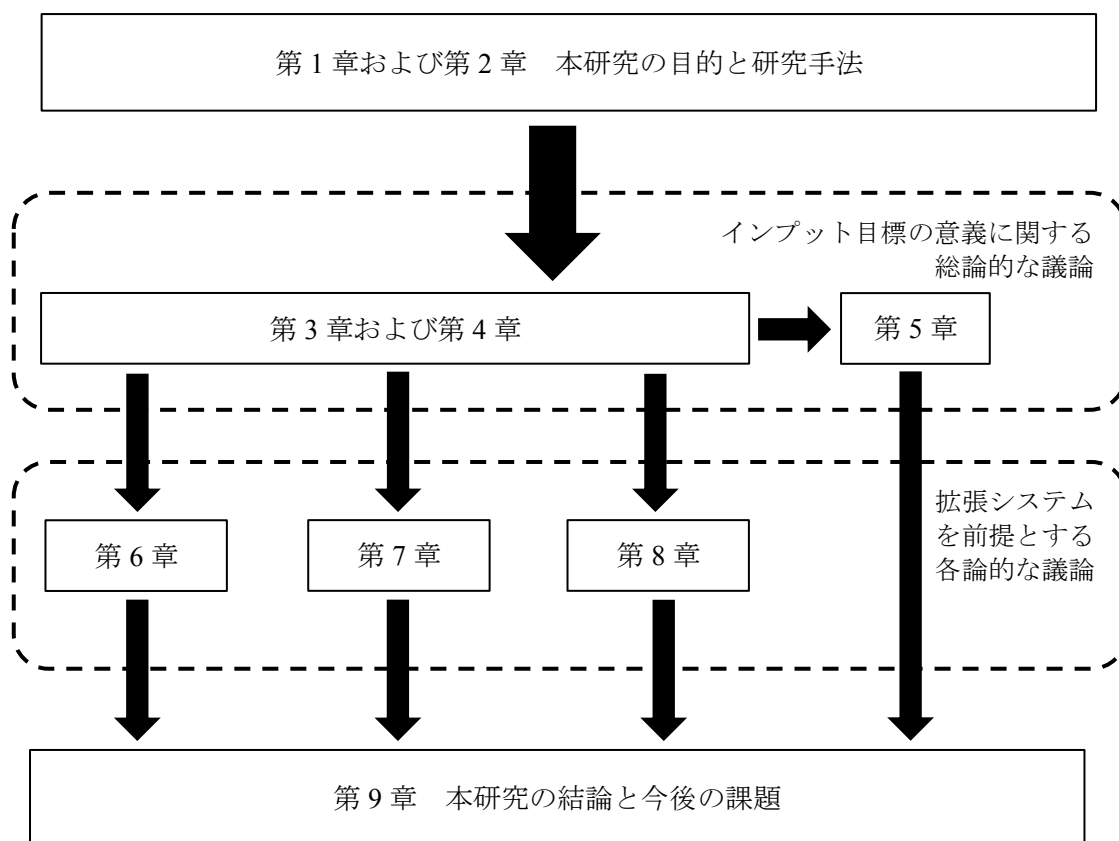 第 1 章および第 2 章　本研究の目的と研究手法
インプット目標の意義に関する
総論的な議論
第 3 章および第 4 章
第 5 章
拡張システム
を前提とする
各論的な議論
第 6 章
第 7 章
第 8 章
第 9 章　本研究の結論と今後の課題